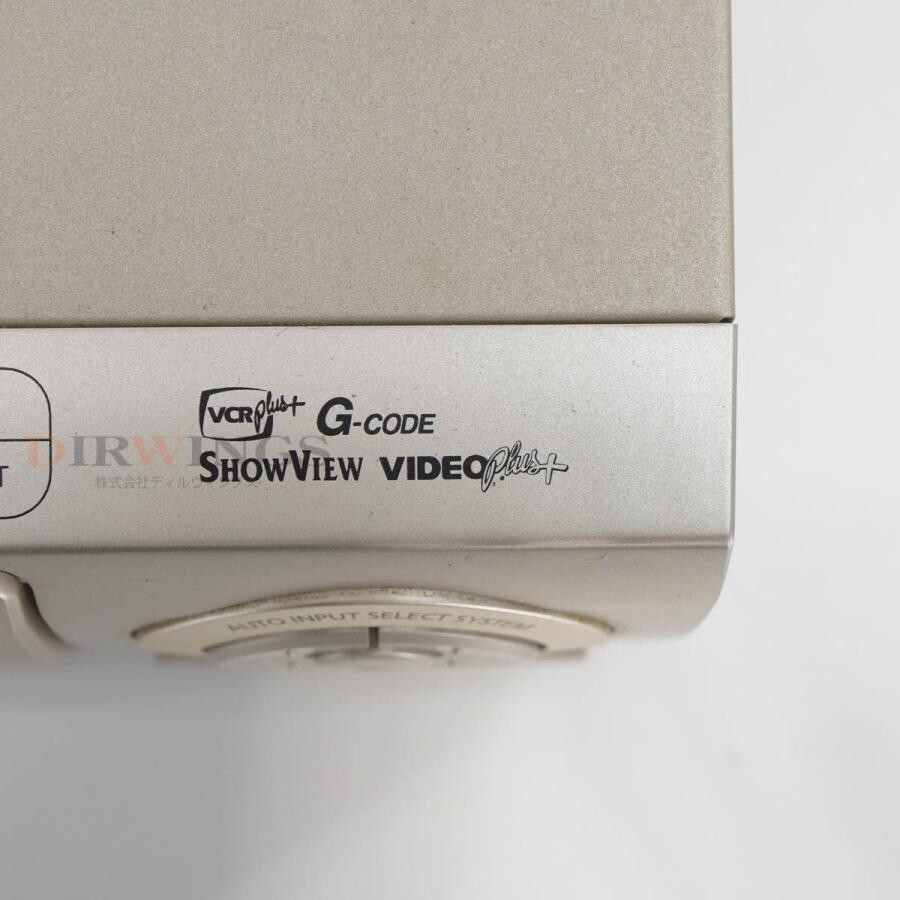 VCR plus+ G-CODE
T
DIRWINGS
SHOWVIEW VIDEO Plus+
株式会社ディルウィングス
AUTO INPUT SELECT SYSTEM